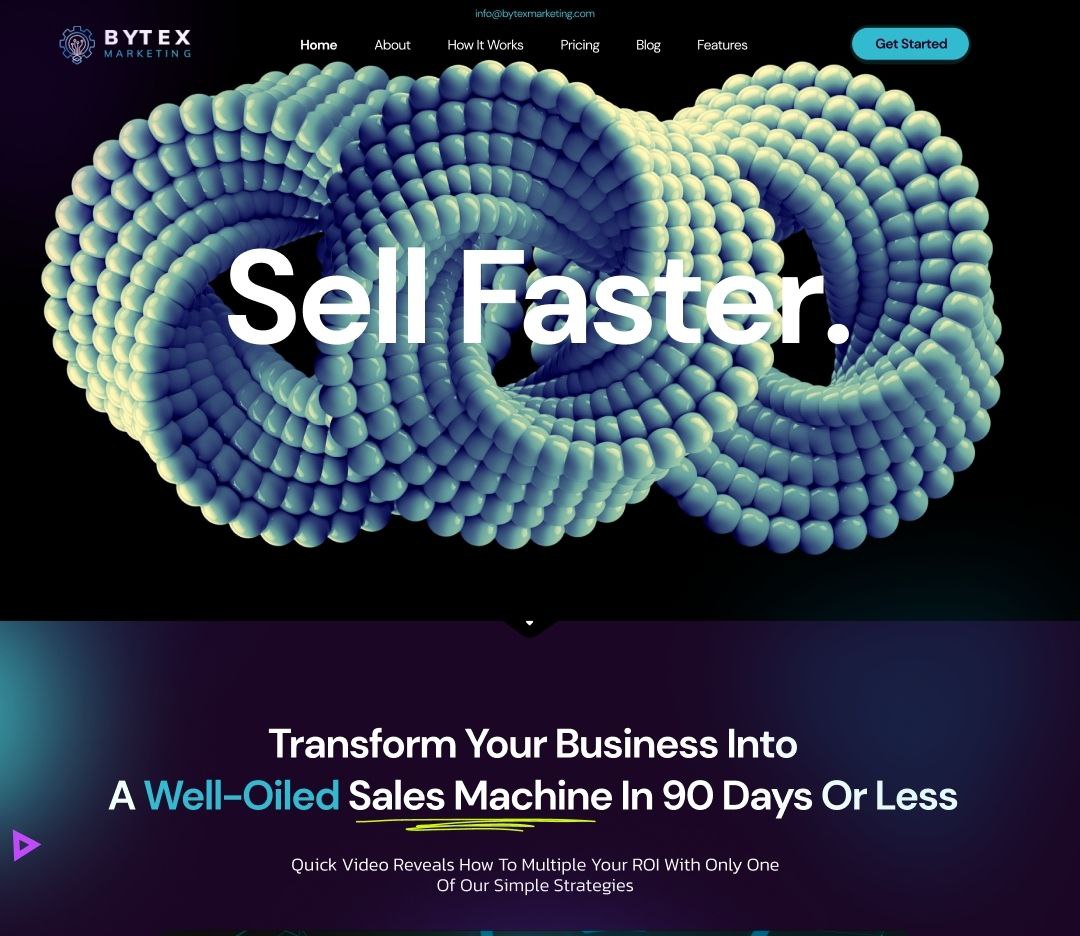 info@bytexmarketing.com
BYTEX
MARKETING
Home About How It Works Pricing Blog Features Get Started
Sell Faster.
Transform Your Business Into
A Well-Oiled Sales Machine In 90 Days Or Less
Quick Video Reveals How To Multiple Your ROI With Only One
Of Our Simple Strategies